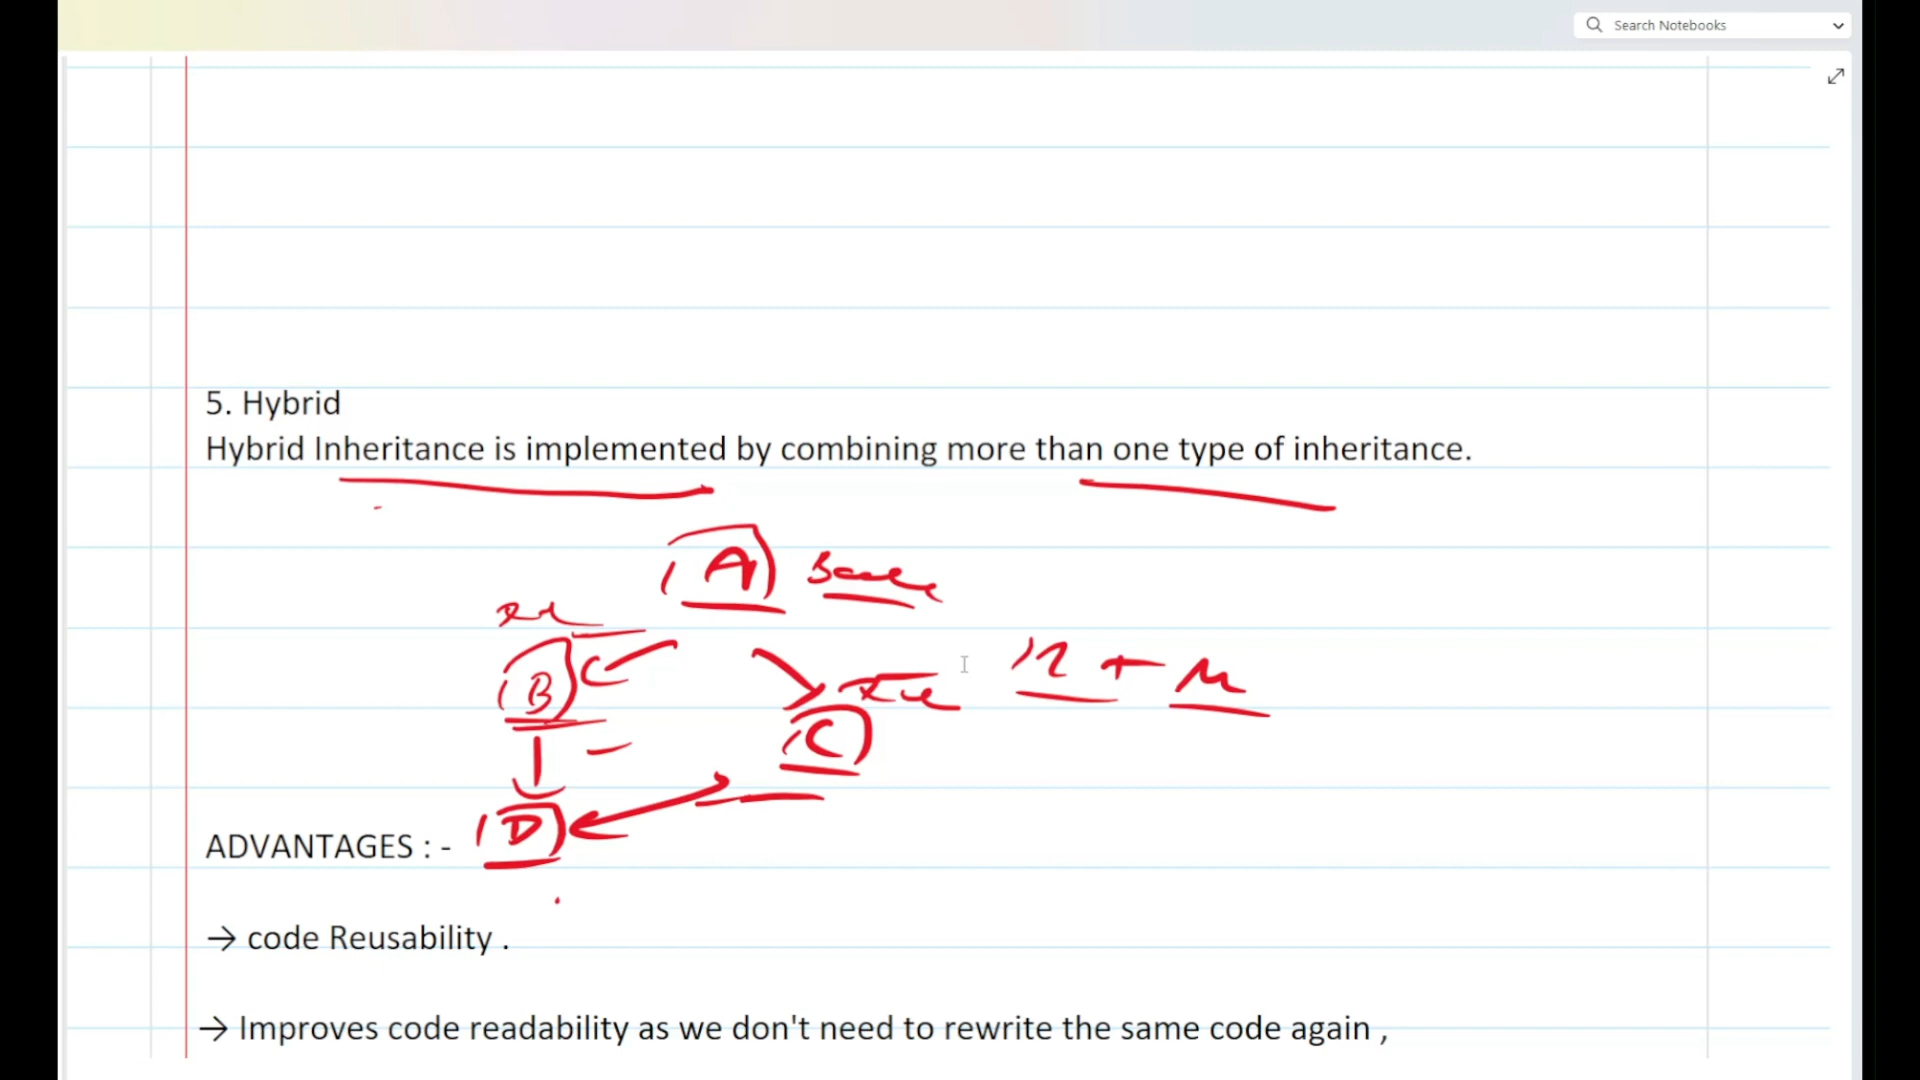 Search Notebooks
5. Hybrid
Hybrid Inheritance is implemented by combining more than one type of inheritance.
A
B
C
D
ADVANTAGES : -
→ code Reusability .
→ Improves code readability as we don't need to rewrite the same code again ,